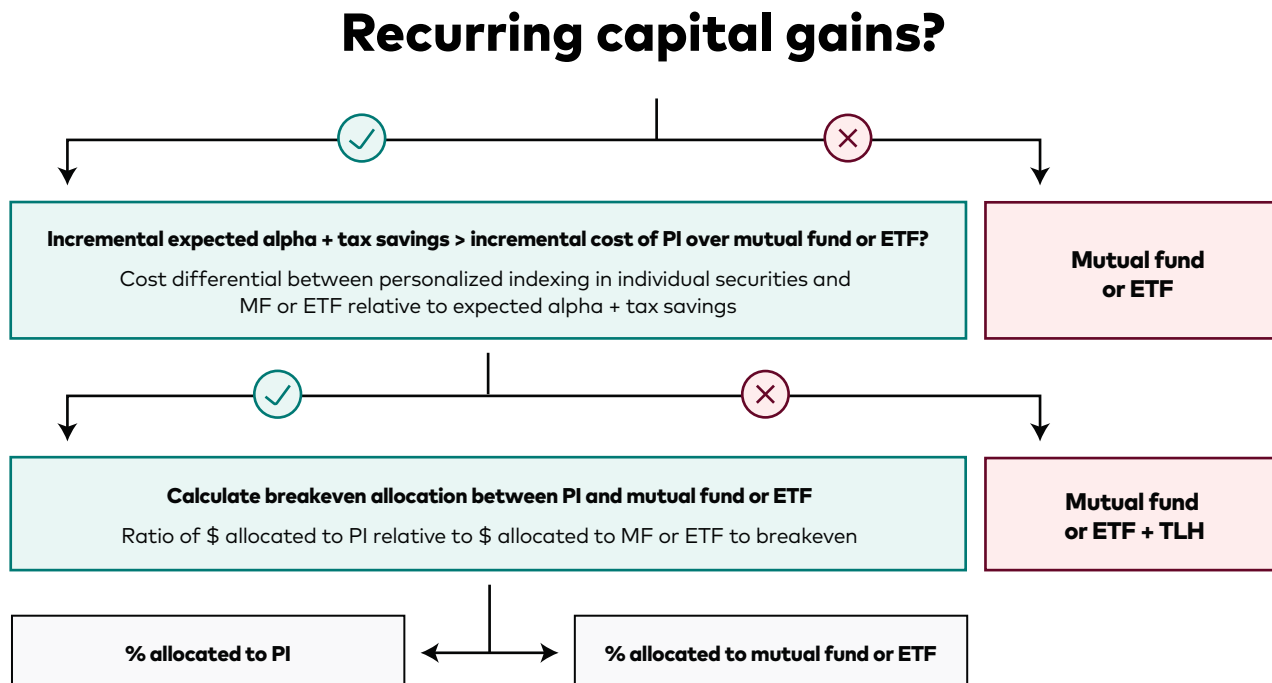 Recurring capital gains?
Incremental expected alpha + tax savings > incremental cost of PI over mutual fund or ETF?
Cost differential between personalized indexing in individual securities and
MF or ETF relative to expected alpha + tax savings
Mutual fund
or ETF
Calculate breakeven allocation between PI and mutual fund or ETF
Ratio of $ allocated to PI relative to $ allocated to MF or ETF to breakeven
Mutual fund
or ETF + TLH
% allocated to PI
% allocated to mutual fund or ETF